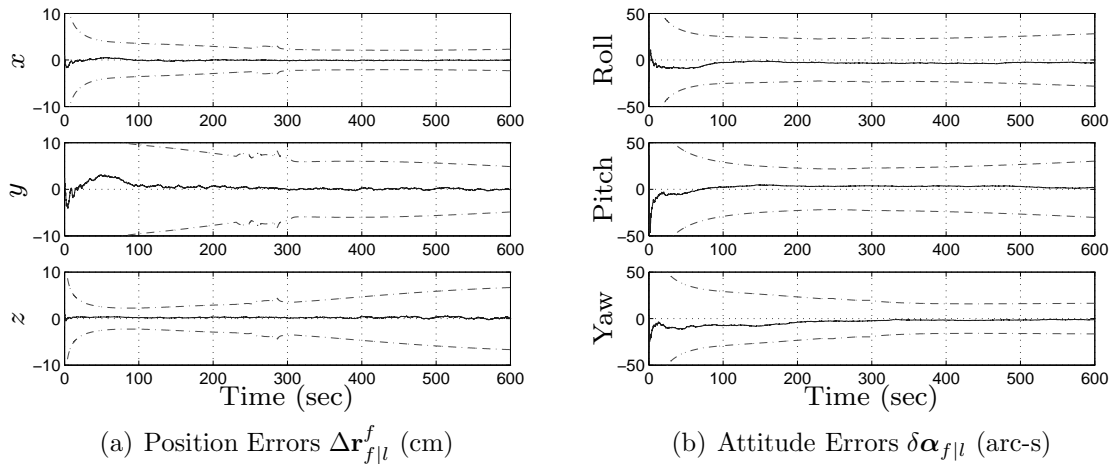 10
0
−10
0 100 200 300 400 500 600
x
10
0
−10
0 100 200 300 400 500 600
y
10
0
−10
0 100 200 300 400 500 600
z
Time (sec)
(a) Position Errors Δr^f_{f|l} (cm)
50
0
−50
0 100 200 300 400 500 600
Roll
50
0
−50
0 100 200 300 400 500 600
Pitch
50
0
−50
0 100 200 300 400 500 600
Yaw
Time (sec)
(b) Attitude Errors δα_{f|l} (arc-s)